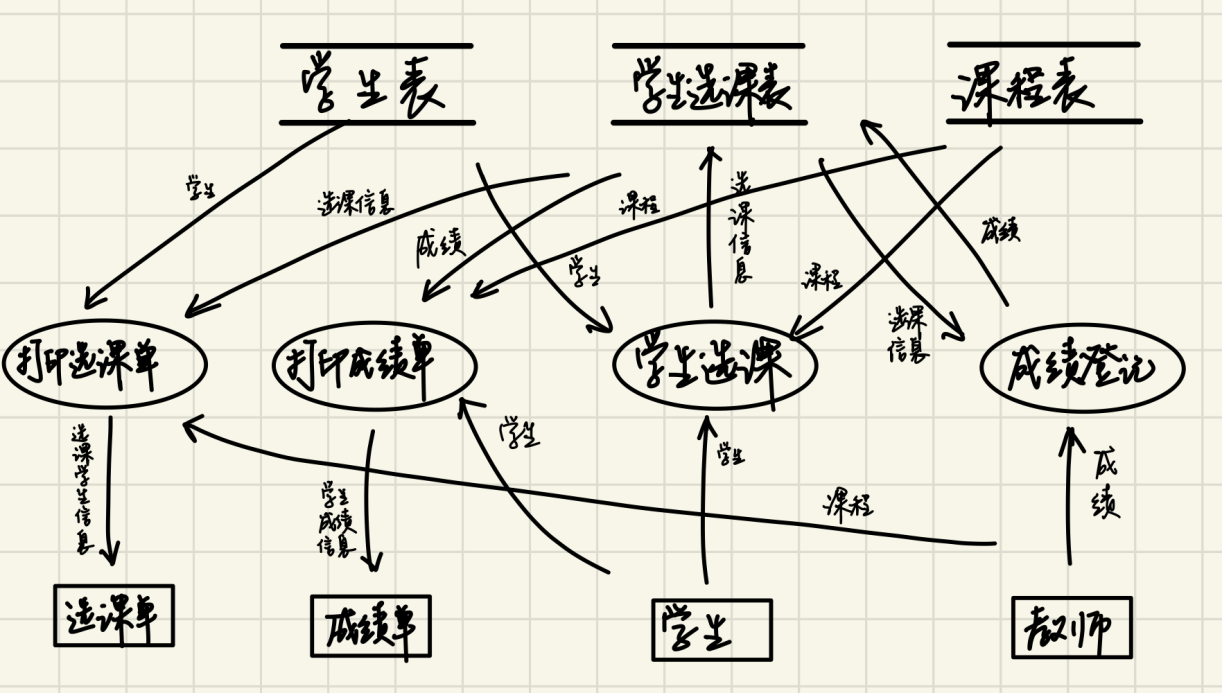 学生表
学生选课表
课程表
学生
选课信息
成绩
课程
学生
选
课
信
息
课程
选课
信息
成绩
打印选课单
打印成绩单
学生选课
成绩登记
选
课
学
生
信
息
学生
成绩
信息
学生
学生
课程
成
绩
选课单
成绩单
学生
教师